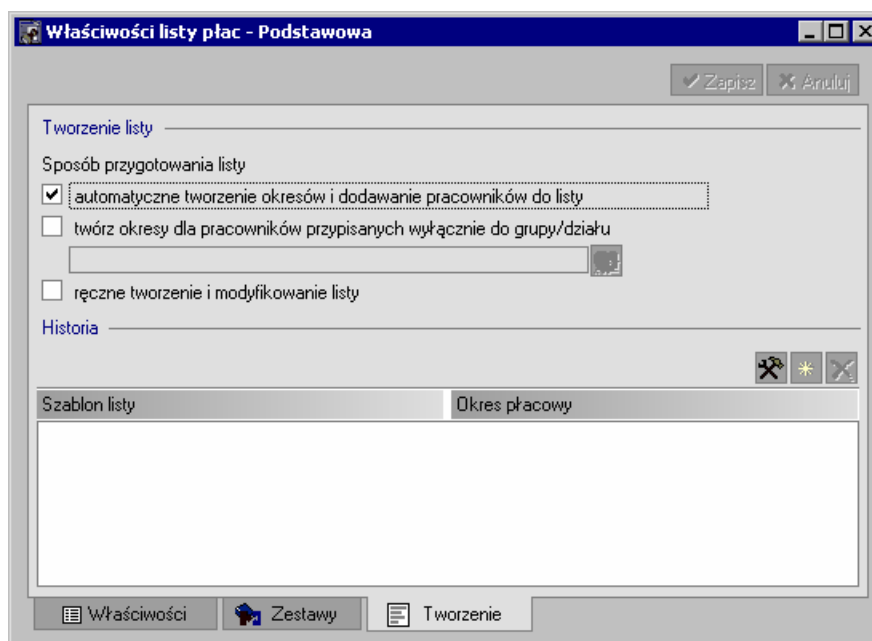 Właściwości listy płac - Podstawowa
Zapisz Anuluj
Tworzenie listy
Sposób przygotowania listy
automatyczne tworzenie okresów i dodawanie pracowników do listy
twórz okresy dla pracowników przypisanych wyłącznie do grupy/działu
ręczne tworzenie i modyfikowanie listy
Historia
Szablon listy Okres płacowy
Właściwości Zestawy Tworzenie